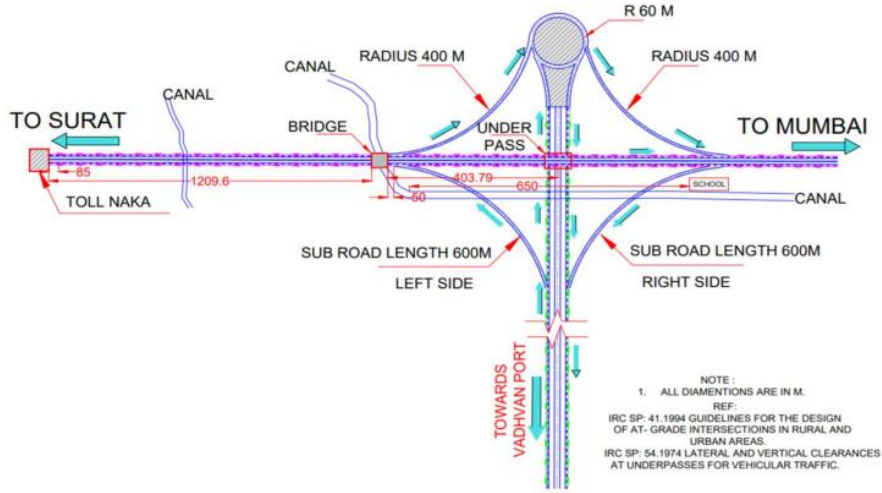 R 60 M
RADIUS 400 M
RADIUS 400 M
CANAL
CANAL
TO SURAT
BRIDGE
UNDER
PASS
TO MUMBAI
85
1209.6
403.79
650
SCHOOL
50
TOLL NAKA
CANAL
SUB ROAD LENGTH 600M
LEFT SIDE
SUB ROAD LENGTH 600M
RIGHT SIDE
TOWARDS
VADHVAN PORT
NOTE :
1. ALL DIAMENTIONS ARE IN M.
REF:
IRC SP: 41,1994 GUIDELINES FOR THE DESIGN
OF AT- GRADE INTERSECTIOINS IN RURAL AND
URBAN AREAS.
IRC SP: 54.1974 LATERAL AND VERTICAL CLEARANCES
AT UNDERPASSES FOR VEHICULAR TRAFFIC.